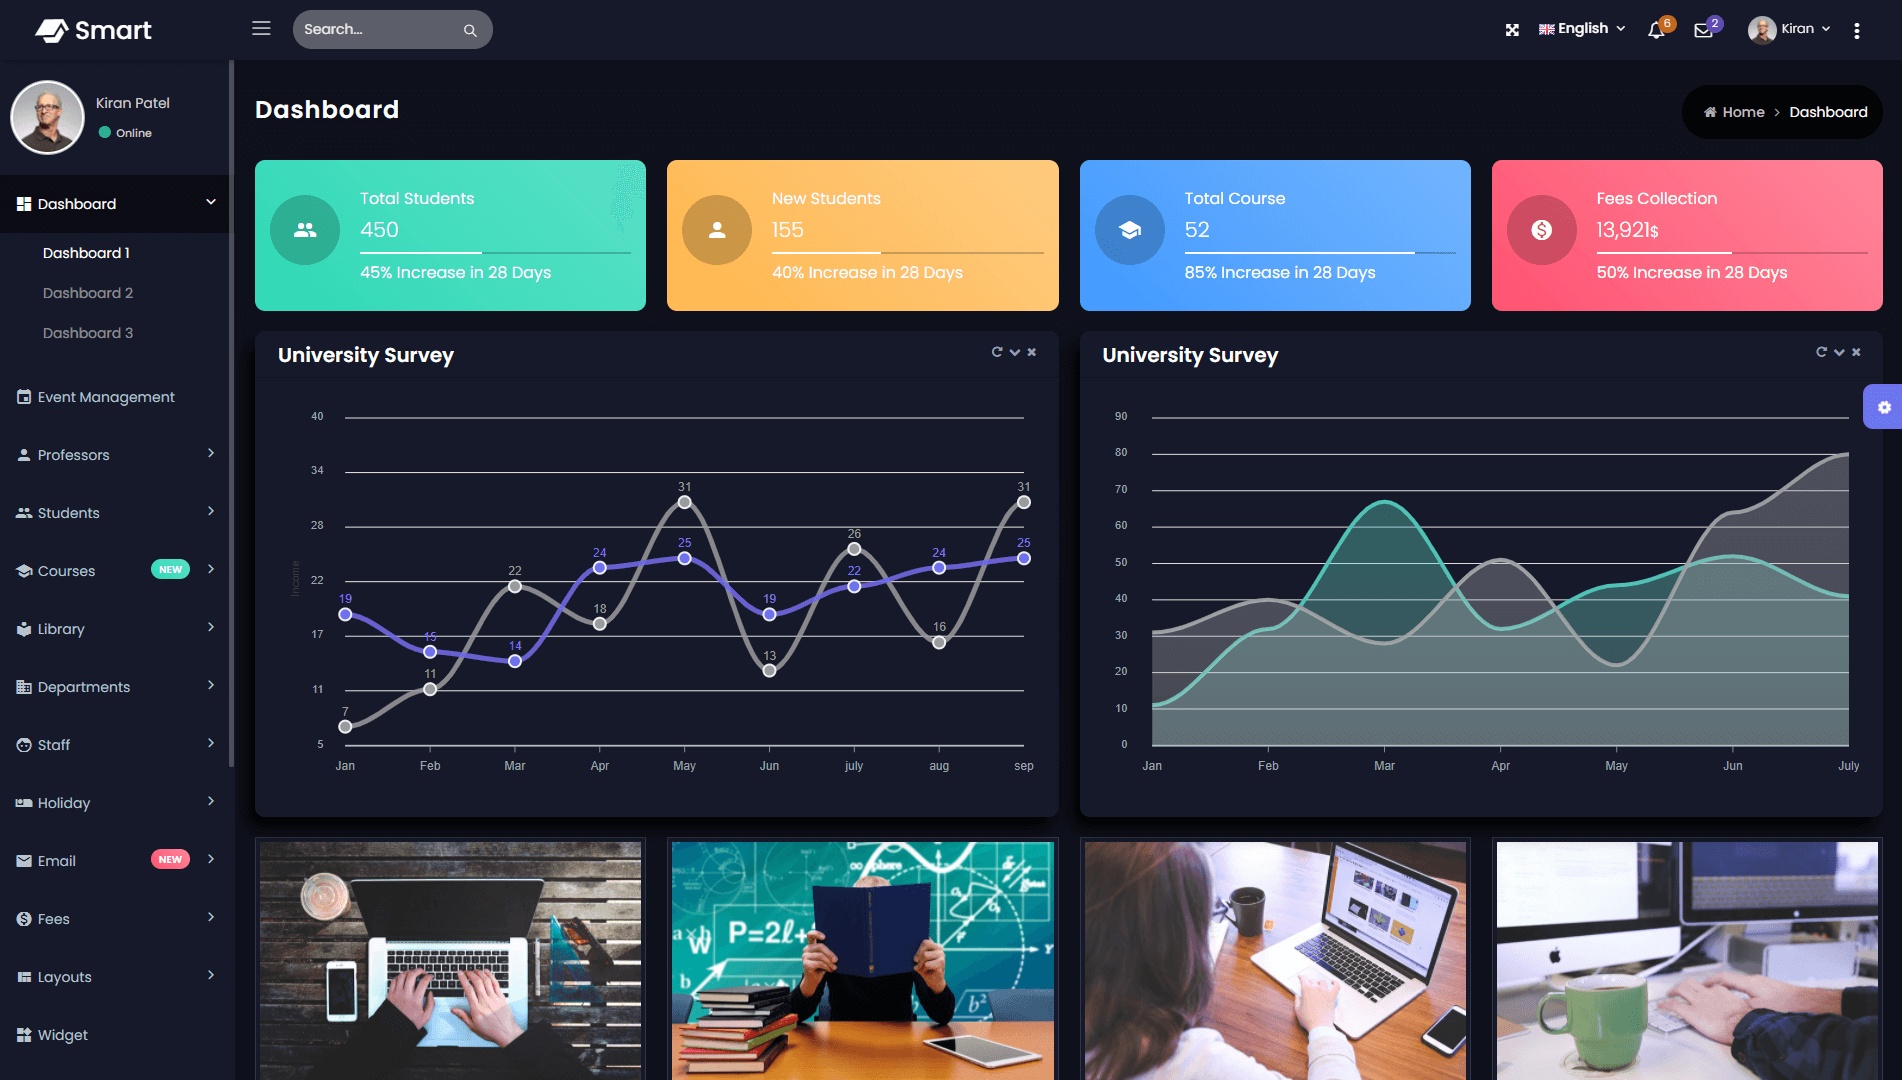 Smart
Search...
English
6
2
Kiran
Kiran Patel
Online
Dashboard
Dashboard 1
Dashboard 2
Dashboard 3
Event Management
Professors
Students
Courses NEW
Library
Departments
Staff
Holiday
Email NEW
Fees
Layouts
Widget
Dashboard
Home > Dashboard
Total Students
450
45% Increase in 28 Days
New Students
155
40% Increase in 28 Days
Total Course
52
85% Increase in 28 Days
Fees Collection
13,921$
50% Increase in 28 Days
University Survey
40
34
28
22
17
11
5
Income
19 15 14 24 25 19 22 24 25
7 11 22 18 31 13 26 16 31
Jan Feb Mar Apr May Jun july aug sep
University Survey
90
80
70
60
50
40
30
20
10
0
Jan Feb Mar Apr May Jun July
P=2ℓ+